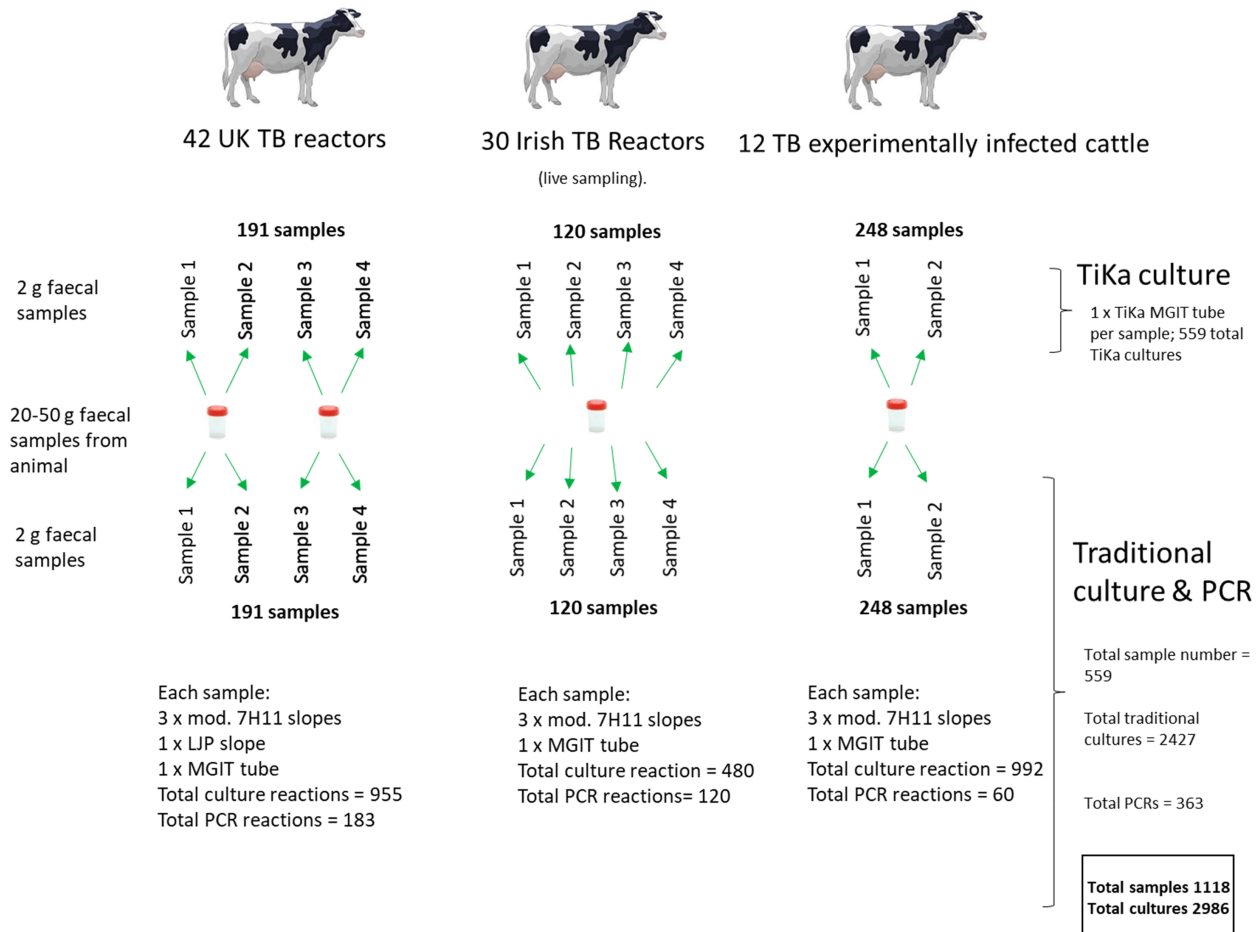 42 UK TB reactors
30 Irish TB Reactors
(live sampling).
12 TB experimentally infected cattle
191 samples
120 samples
248 samples
2 g faecal
samples
Sample 1
Sample 2
Sample 3
Sample 4
Sample 1
Sample 2
Sample 3
Sample 4
Sample 1
Sample 2
TiKa culture
1 x TiKa MGIT tube
per sample; 559 total
TiKa cultures
20-50 g faecal
samples from
animal
2 g faecal
samples
Sample 1
Sample 2
Sample 3
Sample 4
Sample 1
Sample 2
Sample 3
Sample 4
Sample 1
Sample 2
191 samples
120 samples
248 samples
Each sample:
3 x mod. 7H11 slopes
1 x LJP slope
1 x MGIT tube
Total culture reactions = 955
Total PCR reactions = 183
Each sample:
3 x mod. 7H11 slopes
1 x MGIT tube
Total culture reaction = 480
Total PCR reactions= 120
Each sample:
3 x mod. 7H11 slopes
1 x MGIT tube
Total culture reaction = 992
Total PCR reactions = 60
Traditional
culture & PCR
Total sample number =
559
Total traditional
cultures = 2427
Total PCRs = 363
Total samples 1118
Total cultures 2986